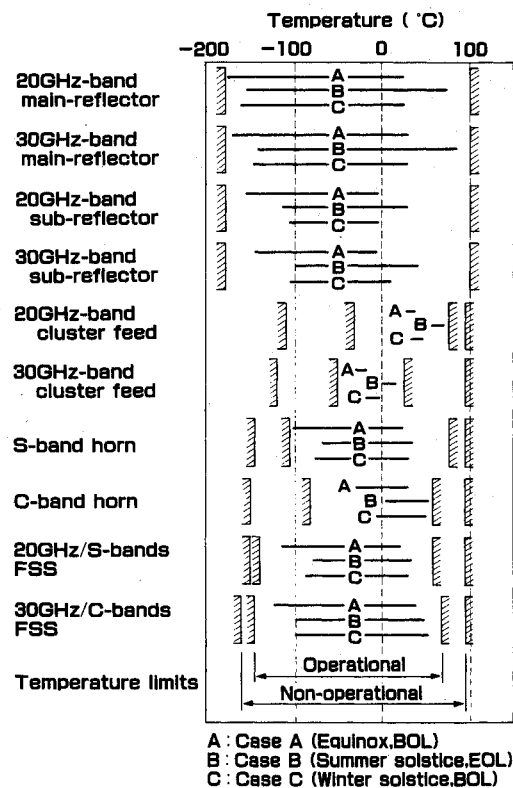 Temperature ( °C)
-200 -100 0 100
20GHz-band
main-reflector
A
B
C
30GHz-band
main-reflector
A
B
C
20GHz-band
sub-reflector
A
B
C
30GHz-band
sub-reflector
A
B
C
20GHz-band
cluster feed
A
B
C
30GHz-band
cluster feed
A
B
C
S-band horn
A
B
C
C-band horn
A
B
C
20GHz/S-bands
FSS
A
B
C
30GHz/C-bands
FSS
A
B
C
Temperature limits
Operational
Non-operational
A : Case A (Equinox,BOL)
B : Case B (Summer solstice,EOL)
C : Case C (Winter solstice,BOL)